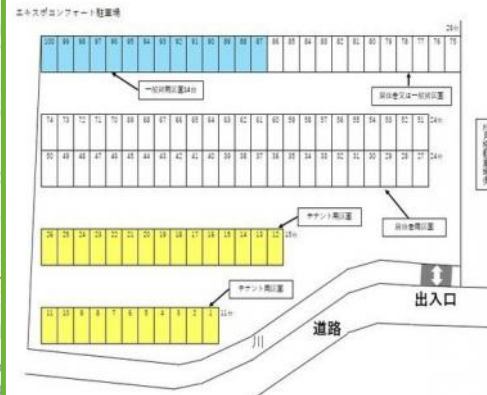 エキスポコンフォート駐車場
26台
100 99 98 97 96 95 94 93 92 91 90 89 88 87 86 85 84 83 82 81 80 79 78 77 76 75
一般時間区画14台
居住者又は一般貸区画
74 73 72 71 70 69 68 67 66 65 64 63 62 61 60 59 58 57 56 55 54 53 52 51 24台
50 49 48 47 46 45 44 43 42 41 40 39 38 37 36 35 34 33 32 31 30 29 28 27 24台
テナント用区画
居住者用区画
26 25 24 23 22 21 20 19 18 17 16 15 14 13 12 15台
テナント用区画
11 10 9 8 7 6 5 4 3 2 1 11台
出入口
道路
川